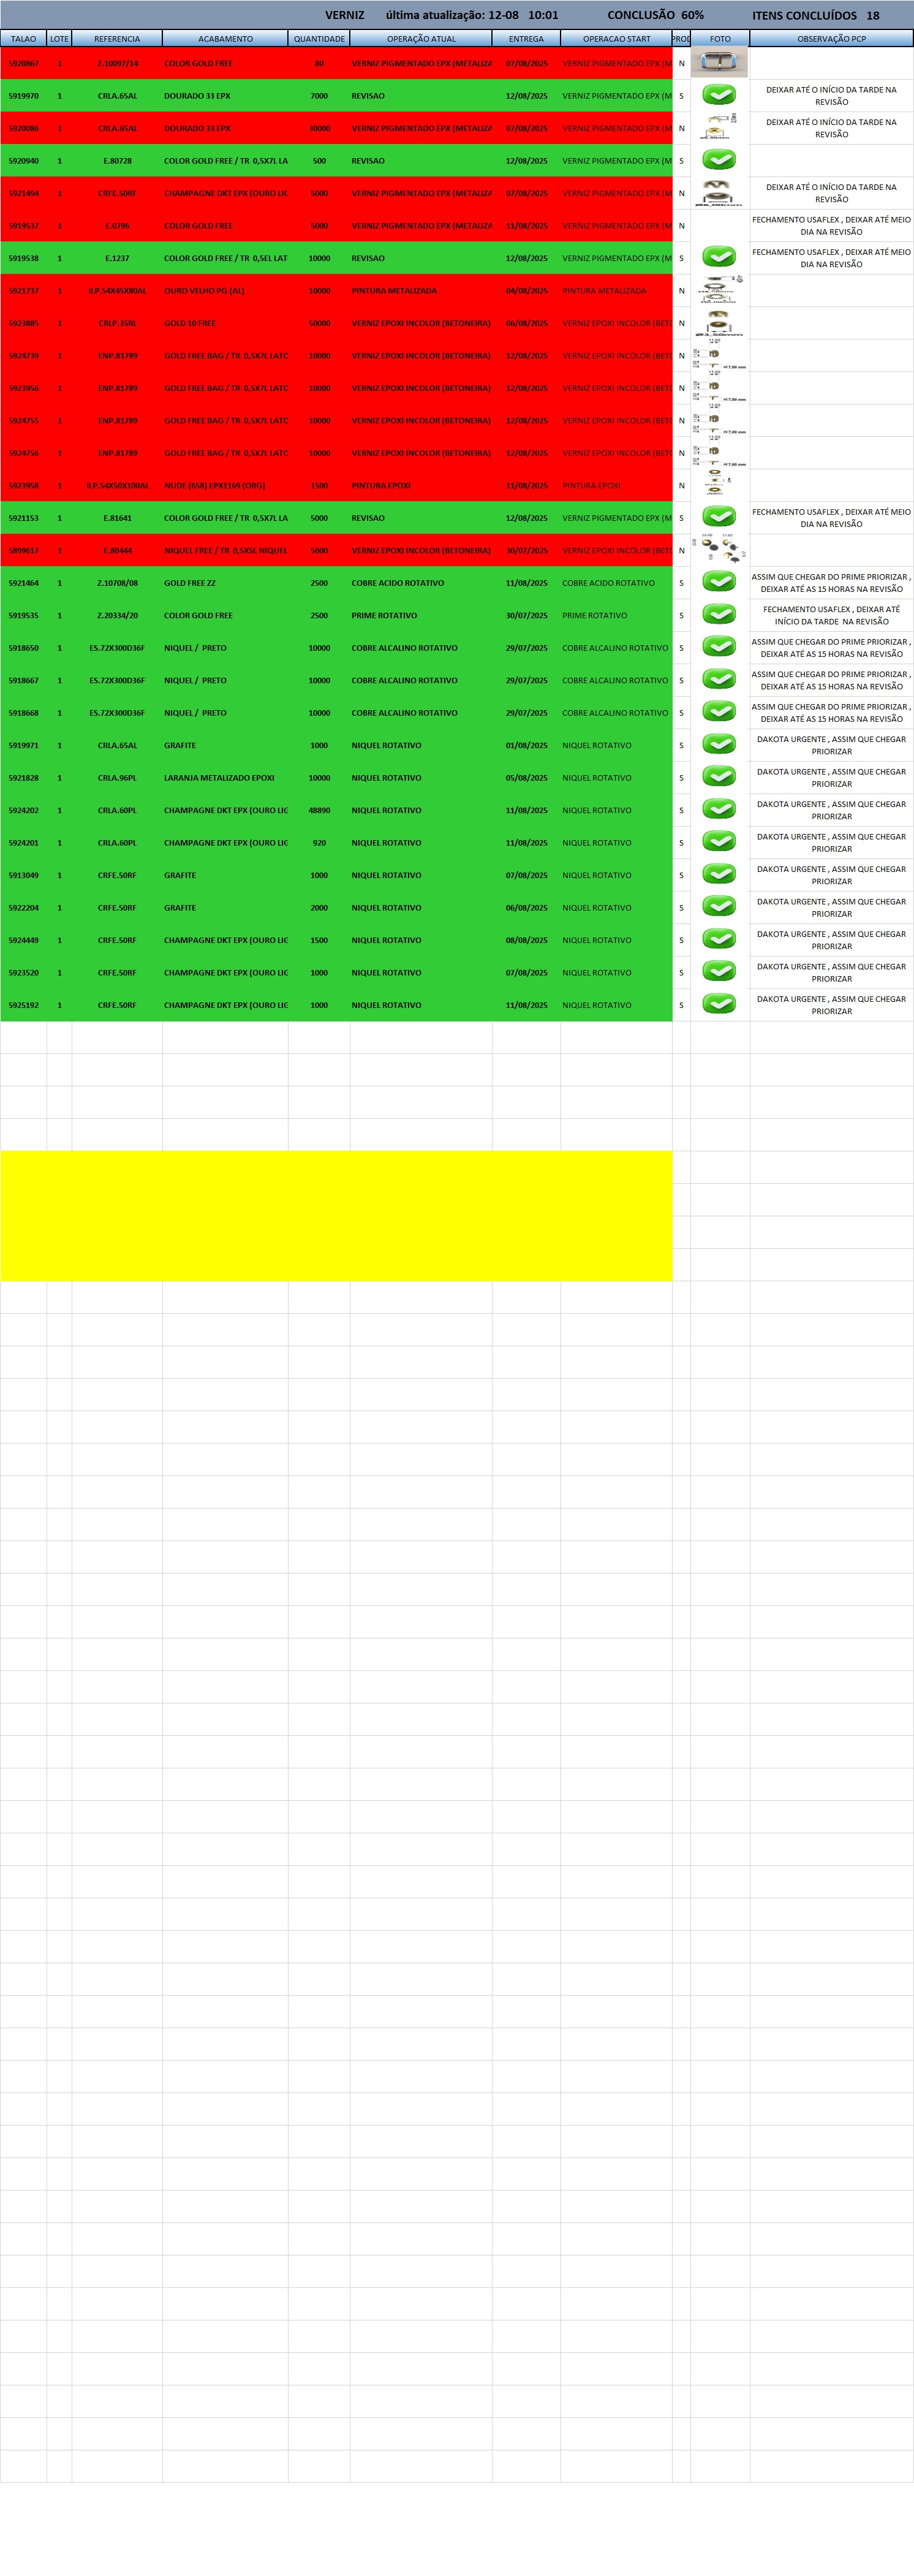 VERNIZ última atualização: 12-08 10:01 CONCLUSÃO 60% ITENS CONCLUÍDOS 18
TALAO LOTE REFERENCIA ACABAMENTO QUANTIDADE OPERAÇÃO ATUAL ENTREGA OPERACAO START PROD FOTO OBSERVAÇÃO PCP
5920867 1 Z.10097/14 COLOR GOLD FREE 80 VERNIZ PIGMENTADO EPX (METALIZA 07/08/2025 VERNIZ PIGMENTADO EPX (M N
5919970 1 CRLA.65AL DOURADO 33 EPX 7000 REVISAO 12/08/2025 VERNIZ PIGMENTADO EPX (M S DEIXAR ATÉ O INÍCIO DA TARDE NA
REVISÃO
5920086 1 CRLA.65AL DOURADO 33 EPX 30000 VERNIZ PIGMENTADO EPX (METALIZA 07/08/2025 VERNIZ PIGMENTADO EPX (M N DEIXAR ATÉ O INÍCIO DA TARDE NA
REVISÃO
5920940 1 E.80728 COLOR GOLD FREE / TR 0,5X7L LA 500 REVISAO 12/08/2025 VERNIZ PIGMENTADO EPX (M S
5921494 1 CRFE.50RF CHAMPAGNE DKT EPX (OURO LIG 5000 VERNIZ PIGMENTADO EPX (METALIZA 07/08/2025 VERNIZ PIGMENTADO EPX (M N DEIXAR ATÉ O INÍCIO DA TARDE NA
REVISÃO
5919537 1 E.0796 COLOR GOLD FREE 5000 VERNIZ PIGMENTADO EPX (METALIZA 11/08/2025 VERNIZ PIGMENTADO EPX (M N FECHAMENTO USAFLEX , DEIXAR ATÉ MEIO
DIA NA REVISÃO
5919538 1 E.1237 COLOR GOLD FREE / TR 0,5EL LAT 10000 REVISAO 12/08/2025 VERNIZ PIGMENTADO EPX (M S FECHAMENTO USAFLEX , DEIXAR ATÉ MEIO
DIA NA REVISÃO
5921737 1 ILP.54X45X80AL OURO VELHO PG (AL) 10000 PINTURA METALIZADA 04/08/2025 PINTURA METALIZADA N
5923885 1 CRLP.358L GOLD 10 FREE 50000 VERNIZ EPOXI INCOLOR (BETONEIRA) 06/08/2025 VERNIZ EPOXI INCOLOR (BETO N
5924739 1 ENP.81789 GOLD FREE BAG / TR 0,5X7L LATO 10000 VERNIZ EPOXI INCOLOR (BETONEIRA) 12/08/2025 VERNIZ EPOXI INCOLOR (BETO N
5923956 1 ENP.81789 GOLD FREE BAG / TR 0,5X7L LATO 10000 VERNIZ EPOXI INCOLOR (BETONEIRA) 12/08/2025 VERNIZ EPOXI INCOLOR (BETO N
5924755 1 ENP.81789 GOLD FREE BAG / TR 0,5X7L LATO 10000 VERNIZ EPOXI INCOLOR (BETONEIRA) 12/08/2025 VERNIZ EPOXI INCOLOR (BETO N
5924756 1 ENP.81789 GOLD FREE BAG / TR 0,5X7L LATO 10000 VERNIZ EPOXI INCOLOR (BETONEIRA) 12/08/2025 VERNIZ EPOXI INCOLOR (BETO N
5923958 1 ILP.54X50X100AL NUDE (658) EPX1169 (ORG) 1500 PINTURA EPOXI 11/08/2025 PINTURA EPOXI N
5921153 1 E.81641 COLOR GOLD FREE / TR 0,5X7L LA 5000 REVISAO 12/08/2025 VERNIZ PIGMENTADO EPX (M S FECHAMENTO USAFLEX , DEIXAR ATÉ MEIO
DIA NA REVISÃO
5899617 1 E.80444 NIQUEL FREE / TR 0,5X5L NIQUEL 5000 VERNIZ EPOXI INCOLOR (BETONEIRA) 30/07/2025 VERNIZ EPOXI INCOLOR (BETO N
5921464 1 Z.10708/08 GOLD FREE ZZ 2500 COBRE ACIDO ROTATIVO 11/08/2025 COBRE ACIDO ROTATIVO S ASSIM QUE CHEGAR DO PRIME PRIORIZAR ,
DEIXAR ATÉ AS 15 HORAS NA REVISÃO
5919535 1 Z.20334/20 COLOR GOLD FREE 2500 PRIME ROTATIVO 30/07/2025 PRIME ROTATIVO S FECHAMENTO USAFLEX , DEIXAR ATÉ
INÍCIO DA TARDE NA REVISÃO
5918650 1 ES.72X300D36F NIQUEL / PRETO 10000 COBRE ALCALINO ROTATIVO 29/07/2025 COBRE ALCALINO ROTATIVO S ASSIM QUE CHEGAR DO PRIME PRIORIZAR ,
DEIXAR ATÉ AS 15 HORAS NA REVISÃO
5918667 1 ES.72X300D36F NIQUEL / PRETO 10000 COBRE ALCALINO ROTATIVO 29/07/2025 COBRE ALCALINO ROTATIVO S ASSIM QUE CHEGAR DO PRIME PRIORIZAR ,
DEIXAR ATÉ AS 15 HORAS NA REVISÃO
5918668 1 ES.72X300D36F NIQUEL / PRETO 10000 COBRE ALCALINO ROTATIVO 29/07/2025 COBRE ALCALINO ROTATIVO S ASSIM QUE CHEGAR DO PRIME PRIORIZAR ,
DEIXAR ATÉ AS 15 HORAS NA REVISÃO
5919971 1 CRLA.65AL GRAFITE 1000 NIQUEL ROTATIVO 01/08/2025 NIQUEL ROTATIVO S DAKOTA URGENTE , ASSIM QUE CHEGAR
PRIORIZAR
5921828 1 CRLA.96PL LARANJA METALIZADO EPOXI 10000 NIQUEL ROTATIVO 05/08/2025 NIQUEL ROTATIVO S DAKOTA URGENTE , ASSIM QUE CHEGAR
PRIORIZAR
5924202 1 CRLA.60PL CHAMPAGNE DKT EPX (OURO LIG 48890 NIQUEL ROTATIVO 11/08/2025 NIQUEL ROTATIVO S DAKOTA URGENTE , ASSIM QUE CHEGAR
PRIORIZAR
5924201 1 CRLA.60PL CHAMPAGNE DKT EPX (OURO LIG 920 NIQUEL ROTATIVO 11/08/2025 NIQUEL ROTATIVO S DAKOTA URGENTE , ASSIM QUE CHEGAR
PRIORIZAR
5913049 1 CRFE.50RF GRAFITE 1000 NIQUEL ROTATIVO 07/08/2025 NIQUEL ROTATIVO S DAKOTA URGENTE , ASSIM QUE CHEGAR
PRIORIZAR
5922204 1 CRFE.50RF GRAFITE 2000 NIQUEL ROTATIVO 06/08/2025 NIQUEL ROTATIVO S DAKOTA URGENTE , ASSIM QUE CHEGAR
PRIORIZAR
5924449 1 CRFE.50RF CHAMPAGNE DKT EPX (OURO LIG 1500 NIQUEL ROTATIVO 08/08/2025 NIQUEL ROTATIVO S DAKOTA URGENTE , ASSIM QUE CHEGAR
PRIORIZAR
5923520 1 CRFE.50RF CHAMPAGNE DKT EPX (OURO LIG 1000 NIQUEL ROTATIVO 07/08/2025 NIQUEL ROTATIVO S DAKOTA URGENTE , ASSIM QUE CHEGAR
PRIORIZAR
5925192 1 CRFE.50RF CHAMPAGNE DKT EPX (OURO LIG 1000 NIQUEL ROTATIVO 11/08/2025 NIQUEL ROTATIVO S DAKOTA URGENTE , ASSIM QUE CHEGAR
PRIORIZAR